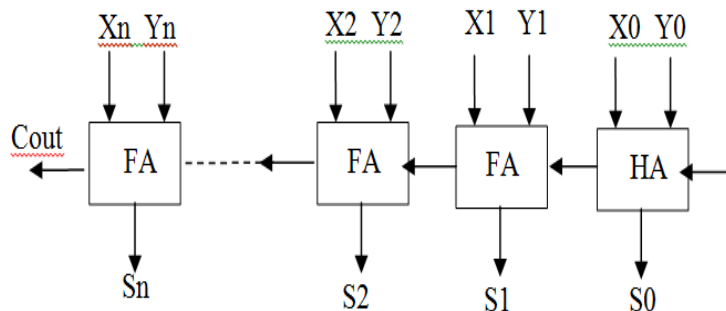 Xn Yn X2 Y2 X1 Y1 X0 Y0
Cout FA FA FA HA
Sn S2 S1 S0